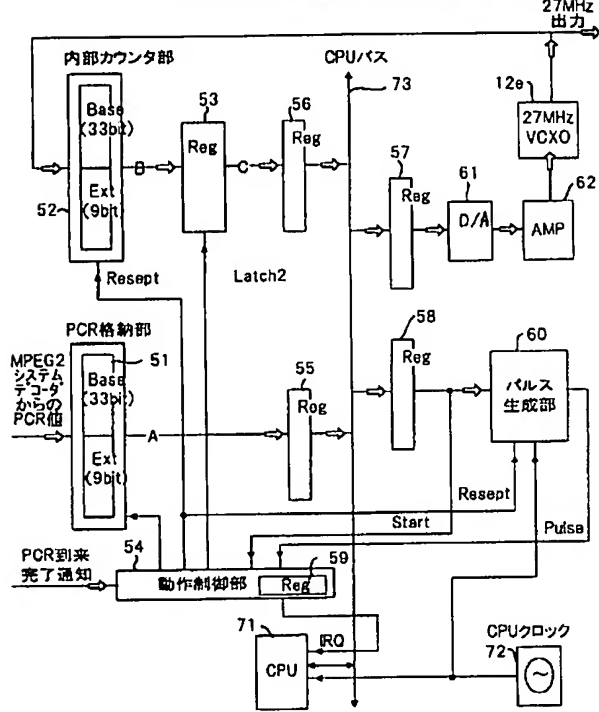 27MHz
出力
内部カウンタ部
CPUバス
53
56
73
12e
Base
(33bit)
Reg
Reg
57
27MHz
VCXO
B
C
Reg
61
62
Ext
(9bit)
52
D/A
AMP
Resept
Latch2
58
PCR格納部
Reg
60
MPEG2
システム
デコーダ
からの
PCR値
51
55
Base
(33bit)
Reg
パルス
生成部
A
Ext
(9bit)
Resept
Start
Pulse
PCR到来
完了通知
54
59
動作制御部
Reg
71
IRQ
CPUクロック
72
CPU